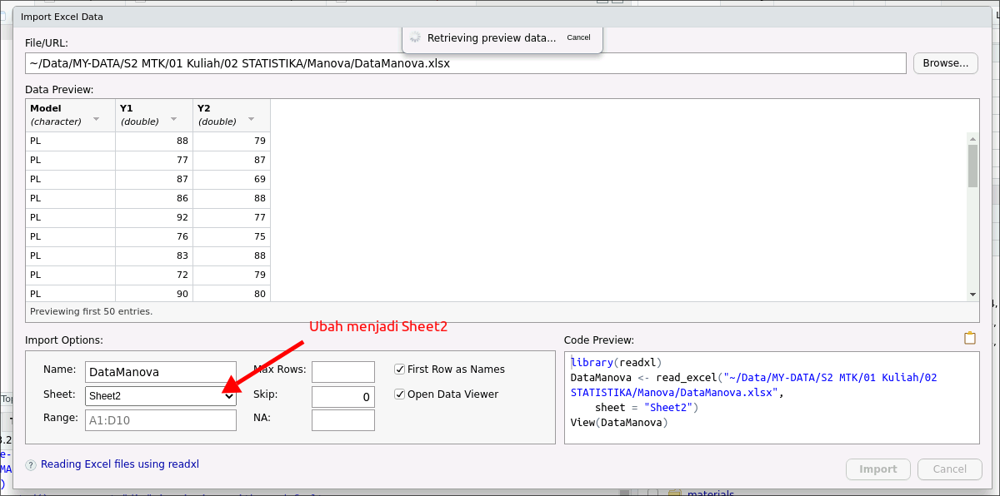 Import Excel Data
Retrieving preview data... Cancel
File/URL:
~/Data/MY-DATA/S2 MTK/01 Kuliah/02 STATISTIKA/Manova/DataManova.xlsx Browse...
Data Preview:
Model Y1 Y2
(character) (double) (double)
PL 88 79
PL 77 87
PL 87 69
PL 86 88
PL 92 77
PL 76 75
PL 83 88
PL 72 79
PL 90 80
Previewing first 50 entries.
Ubah menjadi Sheet2
Import Options:
Name: DataManova Max Rows: First Row as Names
Sheet: Sheet2 Skip: 0 Open Data Viewer
Range: A1:D10 NA:
Code Preview:
library(readxl)
DataManova <- read_excel("~/Data/MY-DATA/S2 MTK/01 Kuliah/02
STATISTIKA/Manova/DataManova.xlsx",
sheet = "Sheet2")
View(DataManova)
? Reading Excel files using readxl
Import Cancel
materials